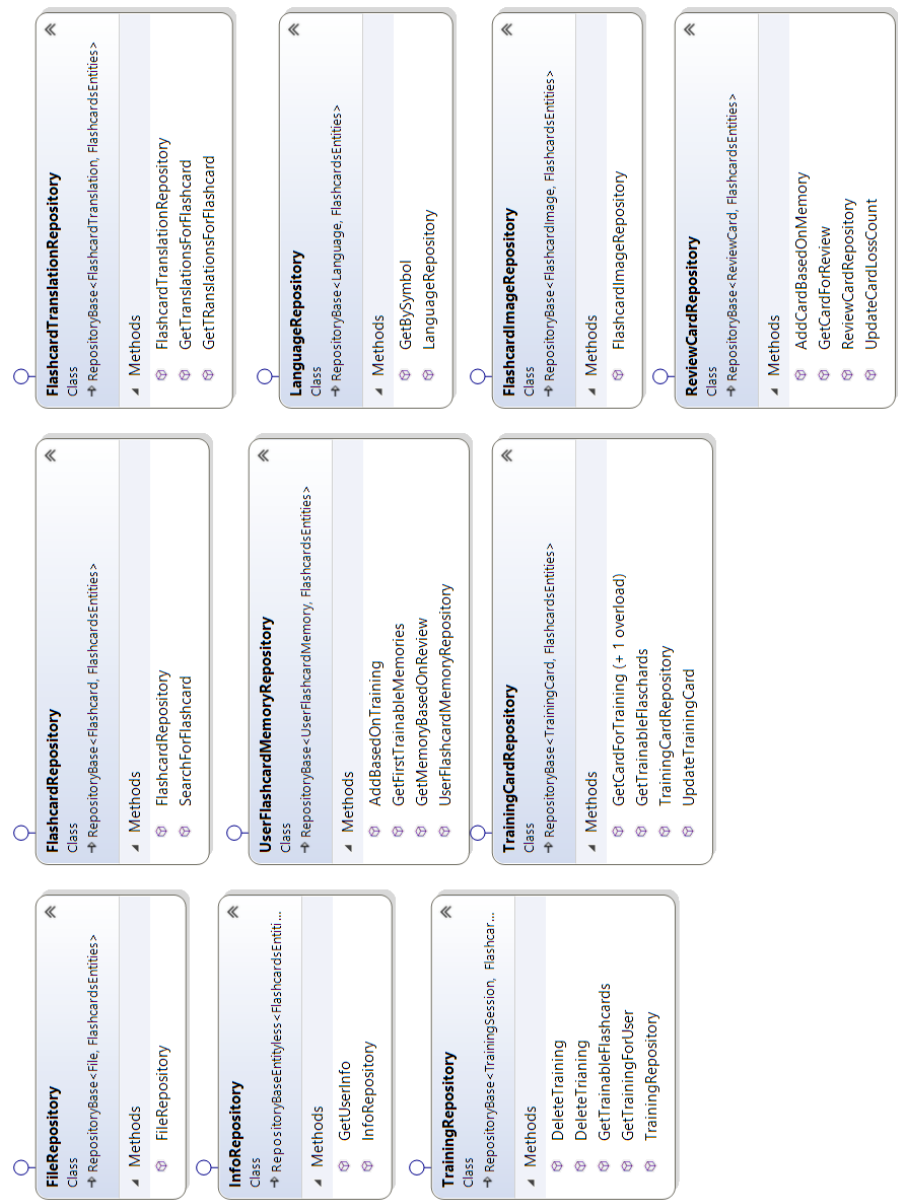 FileRepository
Class
RepositoryBase<File, FlashcardsEntities>
Methods
FileRepository
InfoRepository
Class
RepositoryBaseEntityless<FlashcardsEntiti...
Methods
GetUserInfo
InfoRepository
TrainingRepository
Class
RepositoryBase<TrainingSession, Flashcar...
Methods
DeleteTraining
DeleteTrianing
GetTrainableFlashcards
GetTrainingForUser
TrainingRepository
FlashcardRepository
Class
RepositoryBase<Flashcard, FlashcardsEntities>
Methods
FlashcardRepository
SearchForFlashcard
UserFlashcardMemoryRepository
Class
RepositoryBase<UserFlashcardMemory, FlashcardsEntities>
Methods
AddBasedOnTraining
GetFirstTrainableMemories
GetMemoryBasedOnReview
UserFlashcardMemoryRepository
TrainingCardRepository
Class
RepositoryBase<TrainingCard, FlashcardsEntities>
Methods
GetCardForTraining (+ 1 overload)
GetTrainableFlaschards
TrainingCardRepository
UpdateTrainingCard
FlashcardTranslationRepository
Class
RepositoryBase<FlashcardTranslation, FlashcardsEntities>
Methods
FlashcardTranslationRepository
GetTranslationsForFlashcard
GetTRanslationsForFlashcard
LanguageRepository
Class
RepositoryBase<Language, FlashcardsEntities>
Methods
GetBySymbol
LanguageRepository
FlashcardImageRepository
Class
RepositoryBase<FlashcardImage, FlashcardsEntities>
Methods
FlashcardImageRepository
ReviewCardRepository
Class
RepositoryBase<ReviewCard, FlashcardsEntities>
Methods
AddCardBasedOnMemory
GetCardForReview
ReviewCardRepository
UpdateCardLossCount